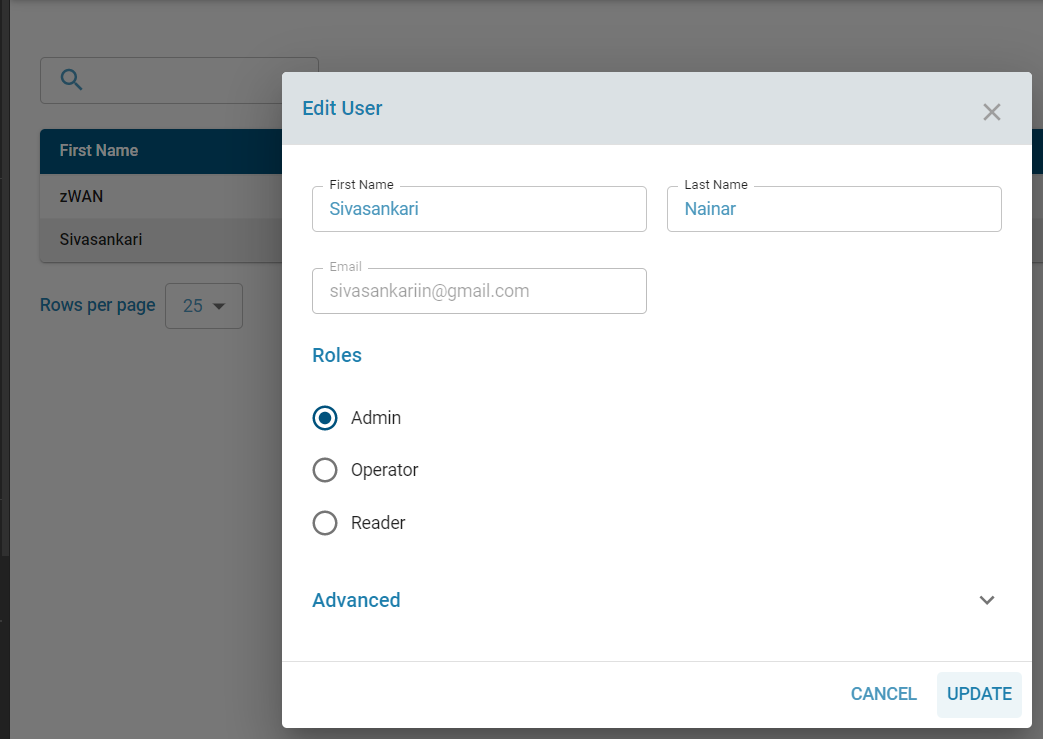 Edit User
First Name
zWAN
Sivasankari
Rows per page 25
First Name
Sivasankari
Last Name
Nainar
Email
sivasankariin@gmail.com
Roles
Admin
Operator
Reader
Advanced
CANCEL UPDATE